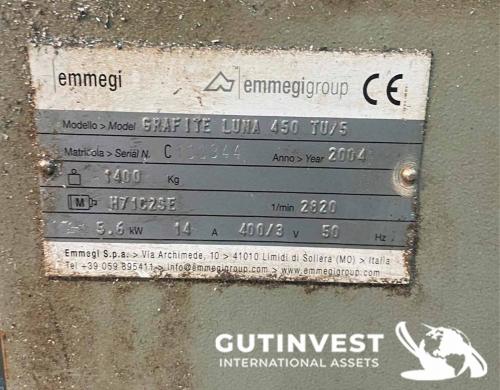 emmegi emmegigroup CE
Modello > Model GRAFITE LUNA 450 TU/5
Matricola > Serial N. Anno > Year 2004
1400 Kg
M H71C2SE 1/min 2820
5.6 kW 14 A 400/3 V 50 Hz
Emmegi S.p.a. > Via Archimede, 10 > 41010 Limidi di Soliera (MO) > Italia
Tel +39 059 895411 > info@emmegigroup.com > www.emmegigroup.com
GUTINVEST
INTERNATIONAL ASSETS